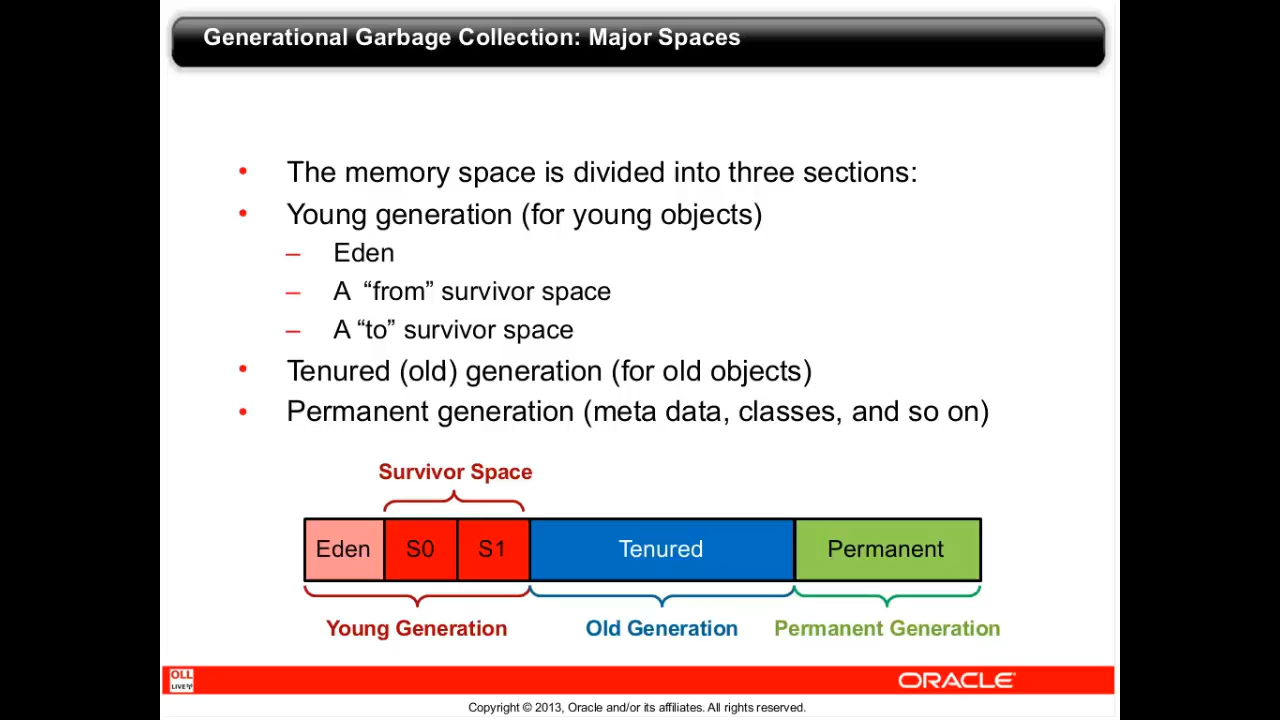 Generational Garbage Collection: Major Spaces
• The memory space is divided into three sections:
• Young generation (for young objects)
– Eden
– A “from” survivor space
– A “to” survivor space
• Tenured (old) generation (for old objects)
• Permanent generation (meta data, classes, and so on)
Survivor Space
Eden S0 S1 Tenured Permanent
Young Generation Old Generation Permanent Generation
OLL
LIVE
ORACLE
Copyright © 2013, Oracle and/or its affiliates. All rights reserved.